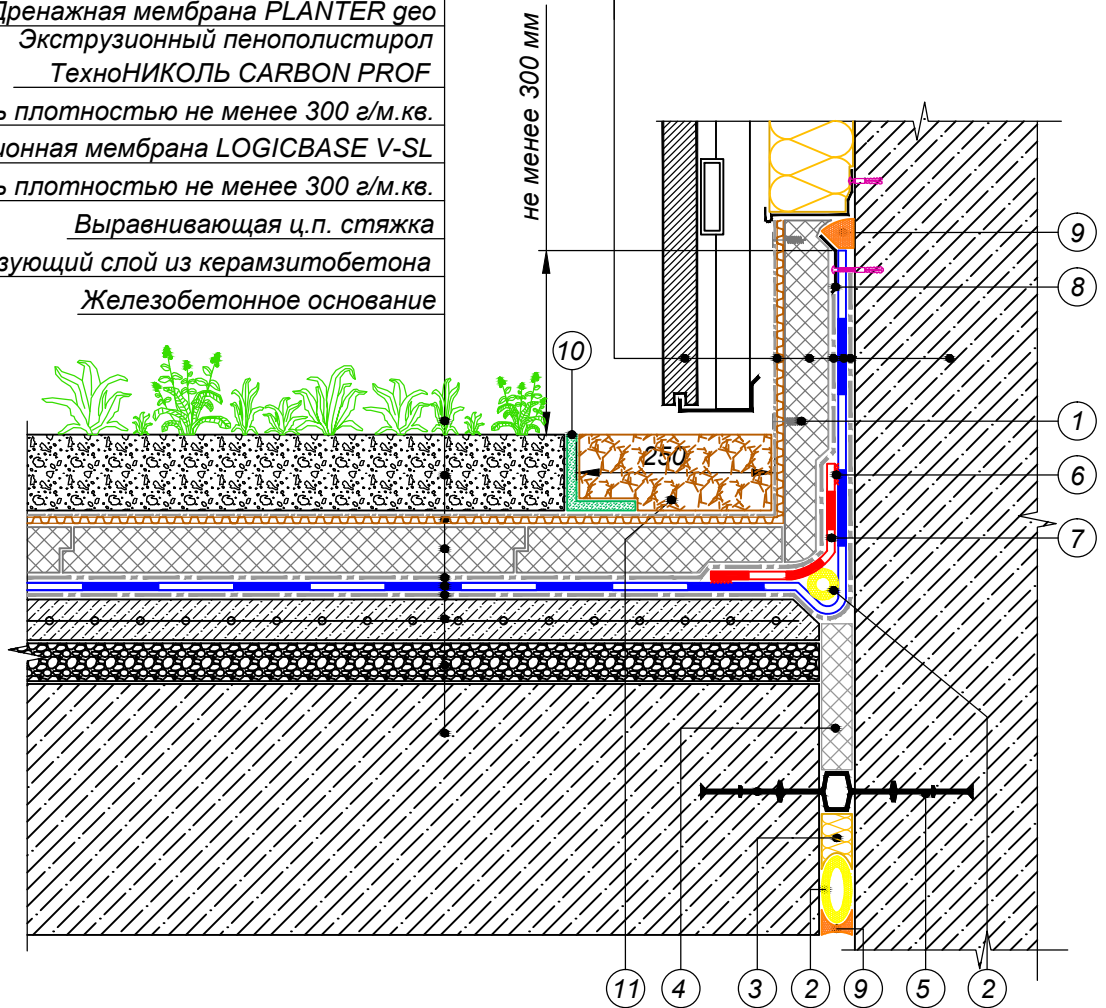 Дренажная мембрана PLANTER geo
Экструзионный пенополистирол
ТехноНИКОЛЬ CARBON PROF
плотностью не менее 300 г/м.кв.
мембрана LOGICBASE V-SL
плотностью не менее 300 г/м.кв.
Выравнивающая ц.п. стяжка
слой из керамзитобетона
Железобетонное основание
не менее 300 мм
9
8
10
1
250
6
7
11
4
3
2
9
5
2